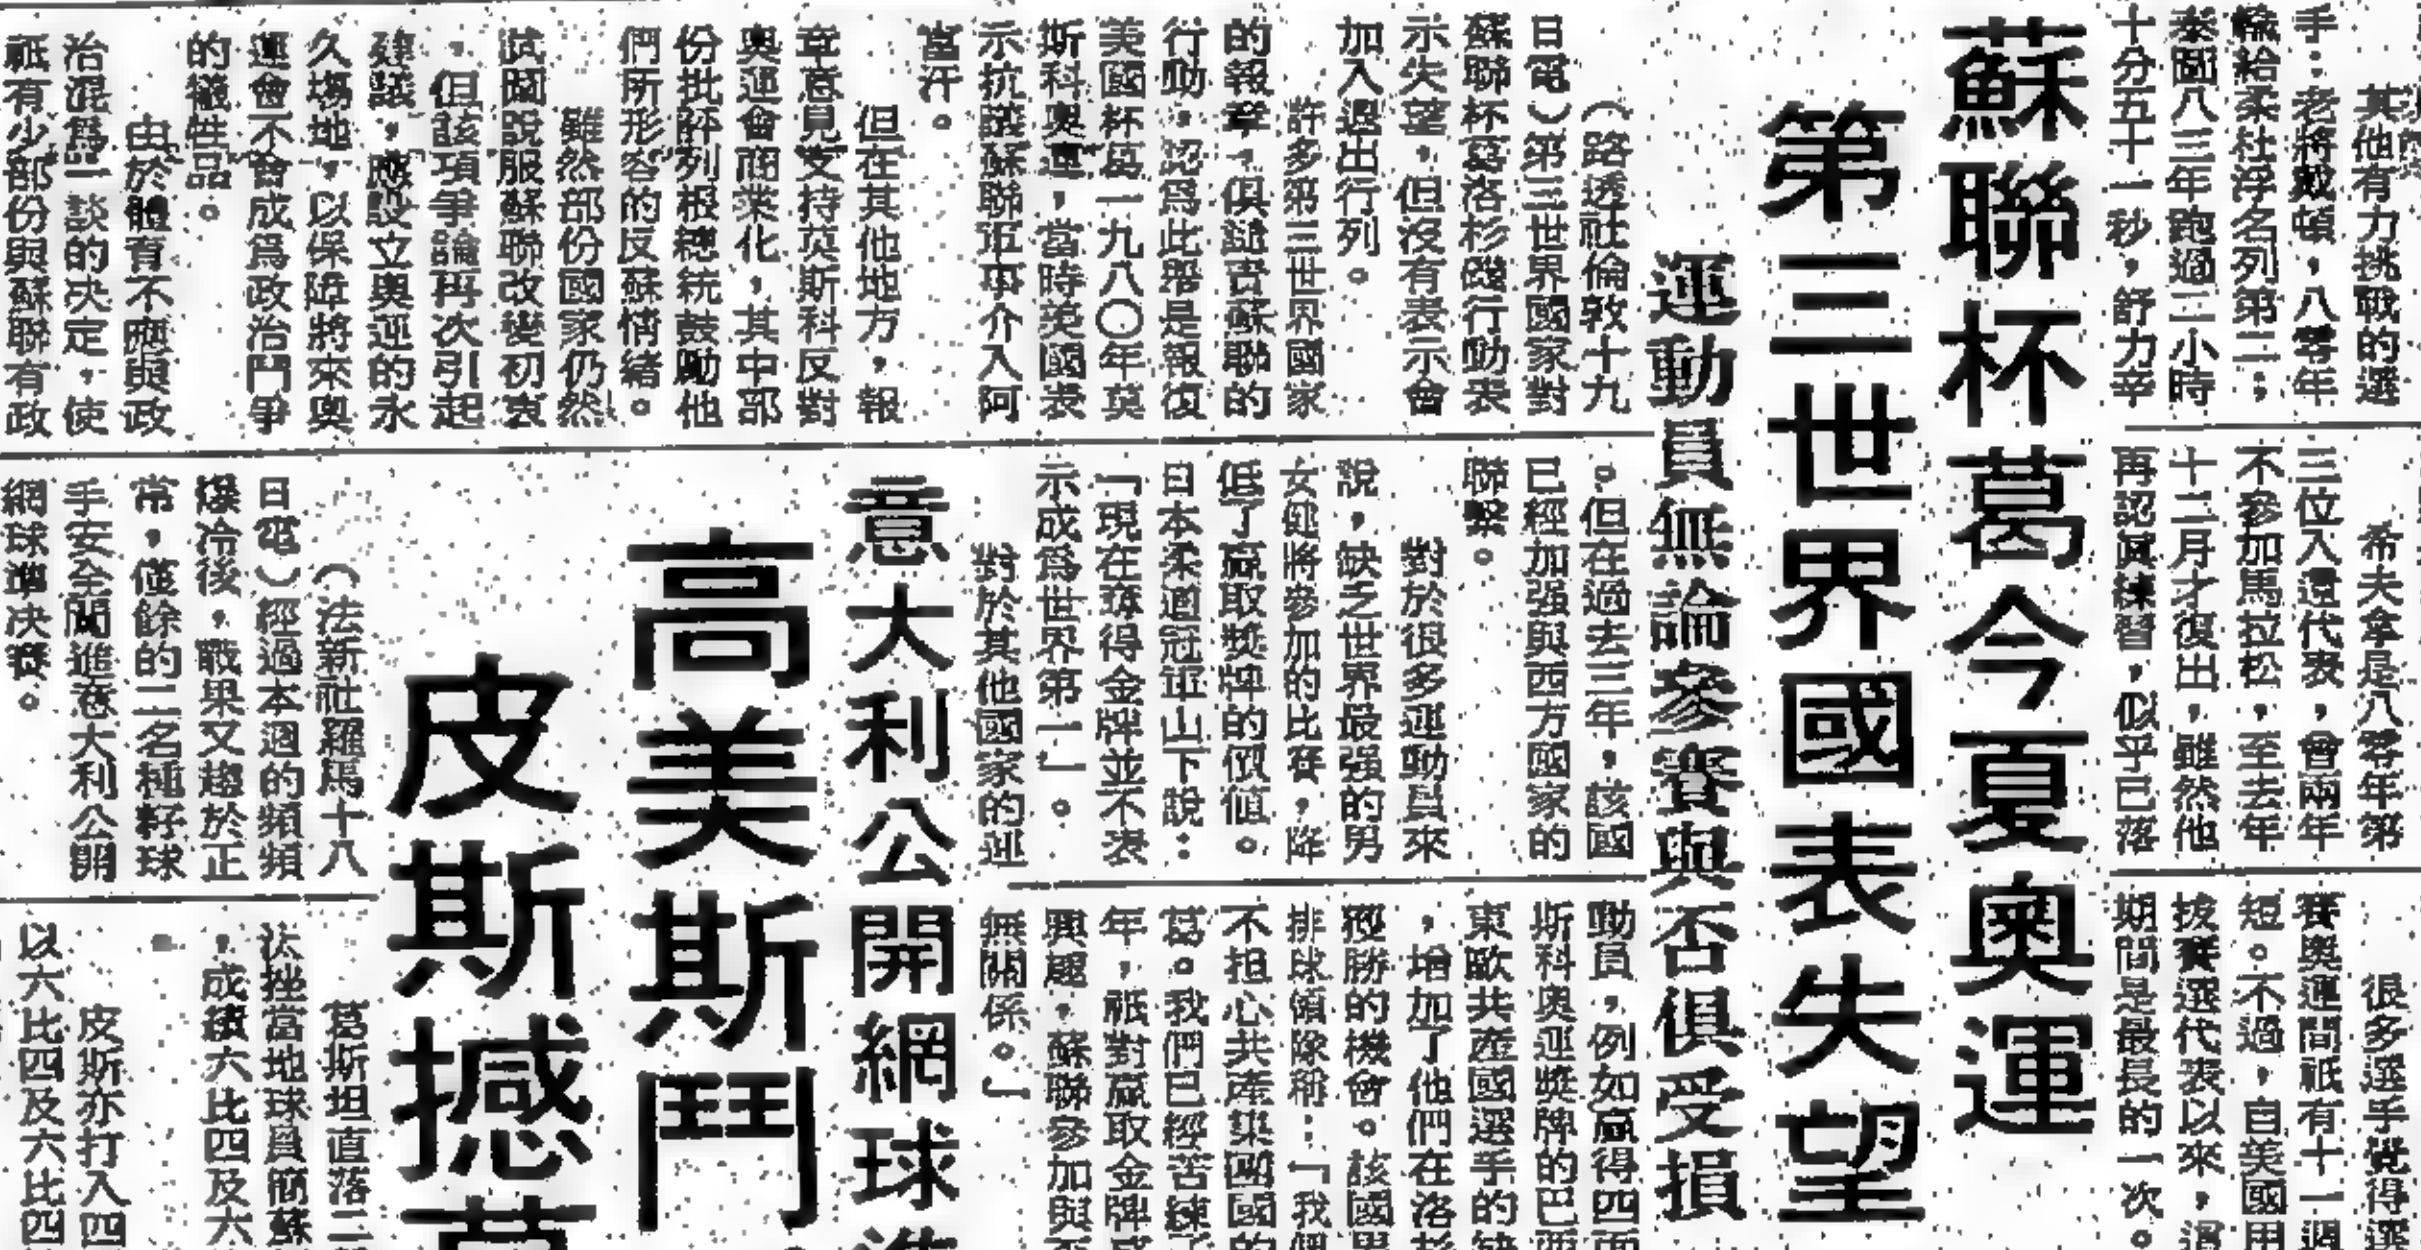 其他有力挑戰的選
手：老將戴頓，八零年
輸給柔杜浮名列第二；
泰國八三年跑過二小時
十分五十一秒，舒力幸
希夫拿是八零年第
三位入選代表，會兩年
不參加馬拉松，至去年
十二月才復出，雖然他
再認眞練習，似乎已落
很多選手覺得選
賽奧運間祇有十一週
短。不過，自美國用
拔賽選代表以來，
期間是最長的一次。
蘇聯杯葛今夏奧運
第三世界國表失望
運動員無論參賽與否俱受損
（路透社倫敦十九
日電）第三世界國家對
蘇聯杯葛洛杉磯行動表
示失望，但沒有表示會
加入退出行列。
許多第三世界國家
的報章，俱譴責蘇聯的
行動，認爲此擧是報復
美國杯葛一九八〇年莫
斯科奧運，當時美國表
示抗議蘇聯軍事介入阿
富汗。
但在其他地方，報
章意見支持莫斯科反對
奧運會商業化，其中部
份批評列根總統鼓勵他
們所形容的反蘇情緒。
雖然部份國家仍然
試圖說服蘇聯改變初衷
，但該項爭論再次引起
建議，應設立奧運的永
久塲地，以保障將來奧
運會不會成爲政治鬥爭
的犧牲品。
由於體育不應與政
治混爲一談的決定，使
祇有少部份與蘇聯有政
。但在過去三年，該國
已經加强與西方國家的
聯繫。
對於很多運動員來
說，缺乏世界最强的男
女健將參加的比賽，降
低了贏取獎牌的價值。
日本柔道冠軍山下說：
「現在薄得金牌並不表
示成爲世界第一」。
對於其他國家的運
動員，例如贏得四面
斯科奧運獎牌的巴西
東歐共產國選手的缺
，增加了他們在洛杉
磯勝的機會。該國男
排球領隊稱：「我們
不担心共產集團國的
葛。我們已經苦練了
年，祇對贏取金牌感
興趣，蘇聯參加與否
無關係。」
意大利公開網球進
高美斯鬥
皮斯撼葛
（法新社羅馬十八
日電）經過本週的頻頻
爆冷後，戰果又趨於正
常，僅餘的二名種籽球
手安全闖進意大利公開
網球準決賽。
葛斯坦直落二
汰挫當地球員簡蘇
，成績六比四及六
。
皮斯亦打入四
以六比四及六比四